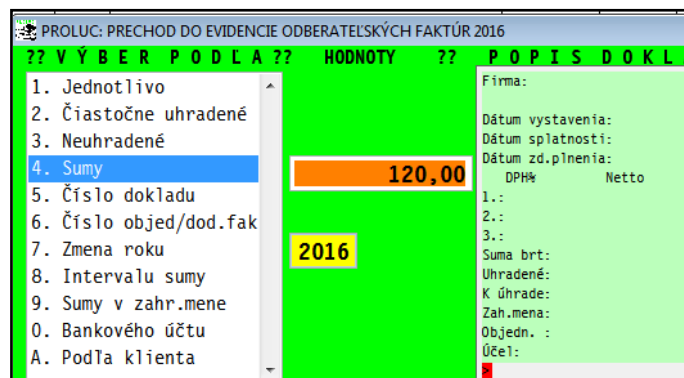 PROLUC: PRECHOD DO EVIDENCIE ODBERATEĽSKÝCH FAKTÚR 2016
?? V Ý B E R P O D Ľ A ?? HODNOTY ?? P O P I S D O K L
1. Jednotlivo
2. Čiastočne uhradené
3. Neuhradené
4. Sumy
5. Číslo dokladu
6. Číslo objed/dod.fak
7. Zmena roku
8. Intervalu sumy
9. Sumy v zahr.mene
0. Bankového účtu
A. Podľa klienta
120,00
2016
Firma:
Dátum vystavenia:
Dátum splatnosti:
Dátum zd.plnenia:
DPH% Netto
1.:
2.:
3.:
Suma brt:
Uhradené:
K úhrade:
Zah.mena:
Objedn. :
Účel:
>